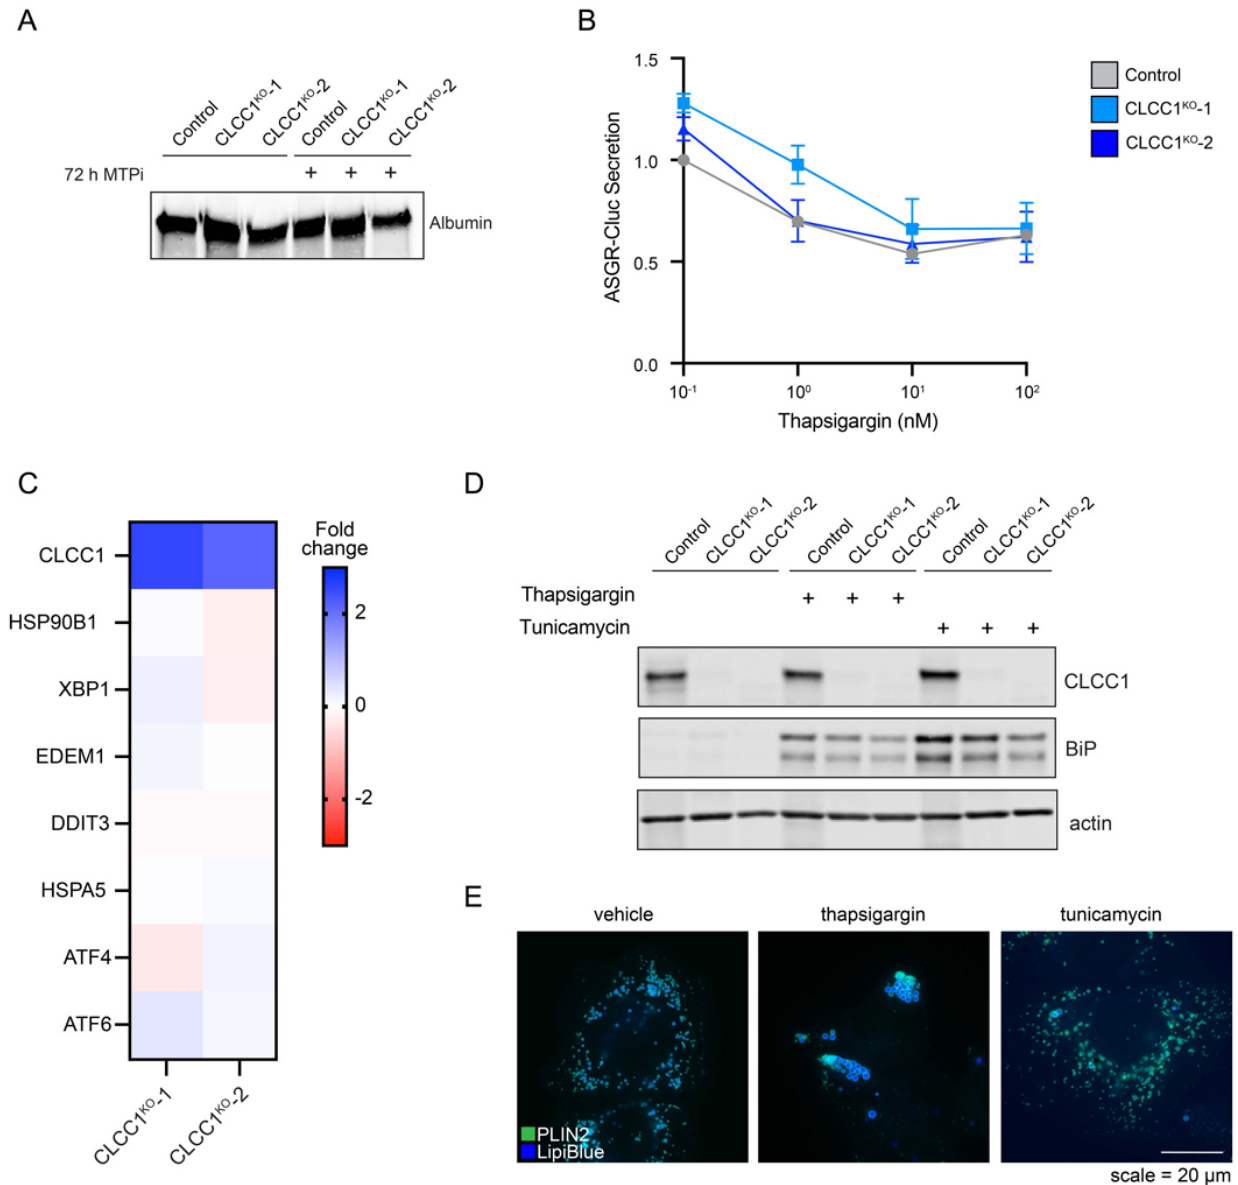 A
Control
CLCC1KO-1
CLCC1KO-2
Control
CLCC1KO-1
CLCC1KO-2
72 h MTPi
+ + +
Albumin
B
1.5
1.0
0.5
0.0
ASGR-Cluc Secretion
10-1
100
101
102
Thapsigargin (nM)
Control
CLCC1KO-1
CLCC1KO-2
C
CLCC1
HSP90B1
XBP1
EDEM1
DDIT3
HSPA5
ATF4
ATF6
CLCC1KO-1
CLCC1KO-2
Fold
change
2
0
-2
D
Control
CLCC1KO-1
CLCC1KO-2
Control
CLCC1KO-1
CLCC1KO-2
Control
CLCC1KO-1
CLCC1KO-2
Thapsigargin + + +
Tunicamycin + + +
CLCC1
BiP
actin
E
vehicle
thapsigargin
tunicamycin
PLIN2
LipiBlue
scale = 20 µm